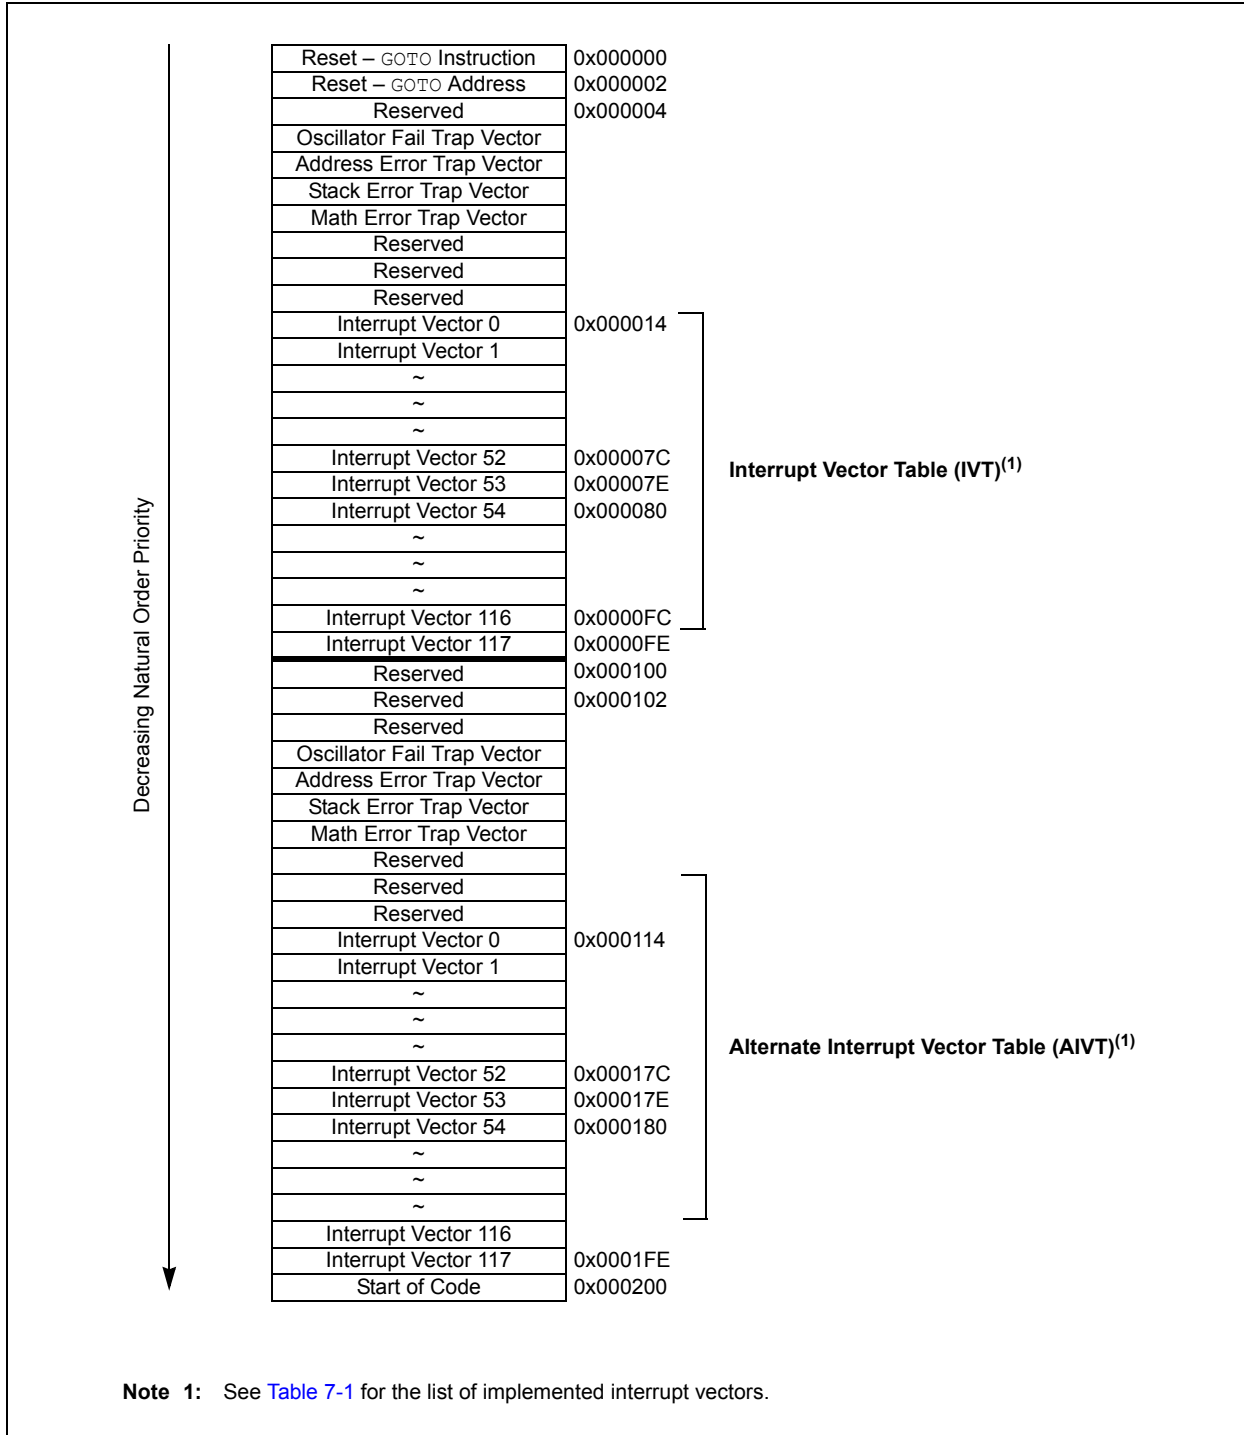 Reset – GOTO Instruction 0x000000
Reset – GOTO Address 0x000002
Reserved 0x000004
Oscillator Fail Trap Vector
Address Error Trap Vector
Stack Error Trap Vector
Math Error Trap Vector
Reserved
Reserved
Reserved
Interrupt Vector 0 0x000014
Interrupt Vector 1
~
~
~
Interrupt Vector 52 0x00007C
Interrupt Vector Table (IVT)(1)
Interrupt Vector 53 0x00007E
Interrupt Vector 54 0x000080
~
~
~
Interrupt Vector 116 0x0000FC
Interrupt Vector 117 0x0000FE
Decreasing Natural Order Priority
Reserved 0x000100
Reserved 0x000102
Reserved
Oscillator Fail Trap Vector
Address Error Trap Vector
Stack Error Trap Vector
Math Error Trap Vector
Reserved
Reserved
Reserved
Interrupt Vector 0 0x000114
Interrupt Vector 1
~
~
~
Alternate Interrupt Vector Table (AIVT)(1)
Interrupt Vector 52 0x00017C
Interrupt Vector 53 0x00017E
Interrupt Vector 54 0x000180
~
~
~
Interrupt Vector 116
Interrupt Vector 117 0x0001FE
Start of Code 0x000200
Note 1: See Table 7-1 for the list of implemented interrupt vectors.